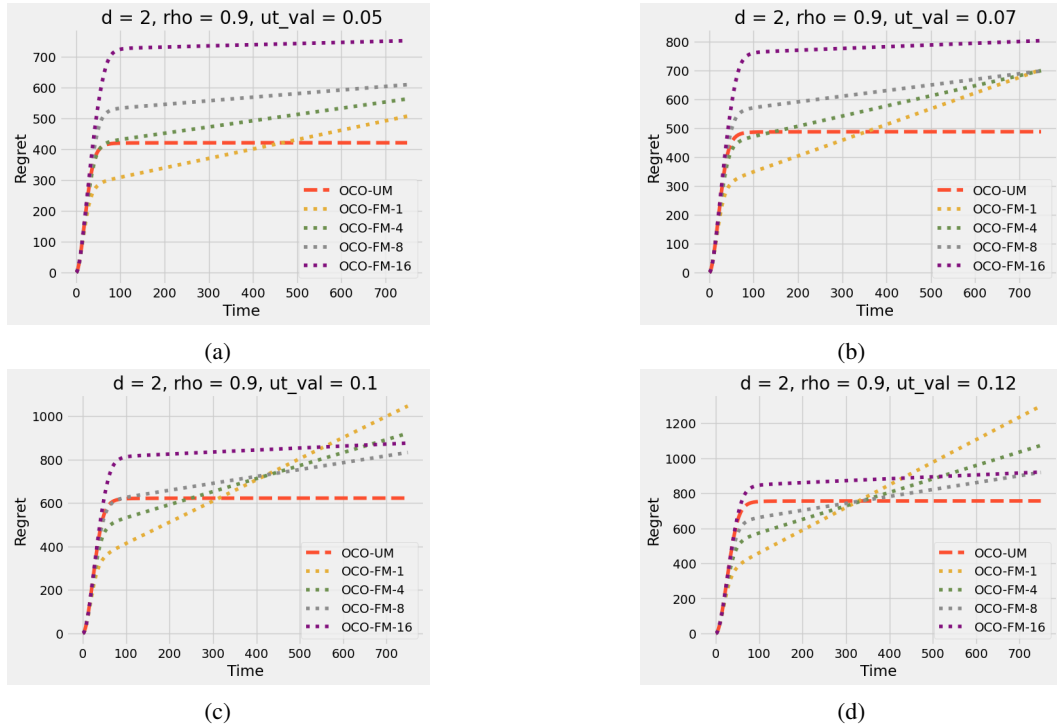 d = 2, rho = 0.9, ut_val = 0.05
700
600
500
400
300
200
100
0
Regret
0 100 200 300 400 500 600 700
Time
OCO-UM
OCO-FM-1
OCO-FM-4
OCO-FM-8
OCO-FM-16
(a)
d = 2, rho = 0.9, ut_val = 0.07
800
700
600
500
400
300
200
100
0
Regret
0 100 200 300 400 500 600 700
Time
OCO-UM
OCO-FM-1
OCO-FM-4
OCO-FM-8
OCO-FM-16
(b)
d = 2, rho = 0.9, ut_val = 0.1
1000
800
600
400
200
0
Regret
0 100 200 300 400 500 600 700
Time
OCO-UM
OCO-FM-1
OCO-FM-4
OCO-FM-8
OCO-FM-16
(c)
d = 2, rho = 0.9, ut_val = 0.12
1200
1000
800
600
400
200
0
Regret
0 100 200 300 400 500 600 700
Time
OCO-UM
OCO-FM-1
OCO-FM-4
OCO-FM-8
OCO-FM-16
(d)